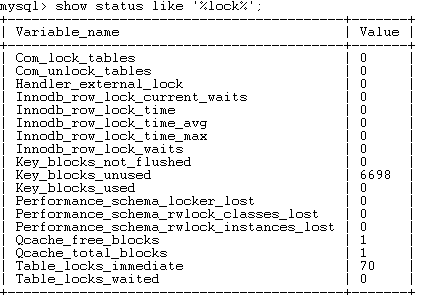 mysql> show status like '%lock%';
+------------------------------------------+-------+
| Variable_name                            | Value |
+------------------------------------------+-------+
| Com_lock_tables                          | 0     |
| Com_unlock_tables                        | 0     |
| Handler_external_lock                    | 0     |
| Innodb_row_lock_current_waits            | 0     |
| Innodb_row_lock_time                     | 0     |
| Innodb_row_lock_time_avg                 | 0     |
| Innodb_row_lock_time_max                 | 0     |
| Innodb_row_lock_waits                    | 0     |
| Key_blocks_not_flushed                   | 0     |
| Key_blocks_unused                        | 6698  |
| Key_blocks_used                          | 0     |
| Performance_schema_locker_lost           | 0     |
| Performance_schema_rwlock_classes_lost   | 0     |
| Performance_schema_rwlock_instances_lost | 0     |
| Qcache_free_blocks                       | 1     |
| Qcache_total_blocks                      | 1     |
| Table_locks_immediate                    | 70    |
| Table_locks_waited                       | 0     |
+------------------------------------------+-------+